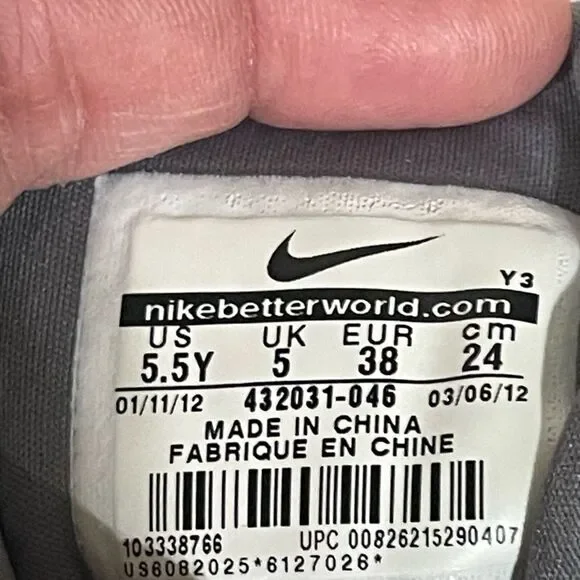 Y3
nikebetterworld.com
US UK EUR cm
5.5Y 5 38 24
01/11/12 432031-046 03/06/12
MADE IN CHINA
FABRIQUE EN CHINE
103338766 UPC 00826215290407
US6082025*6127026*